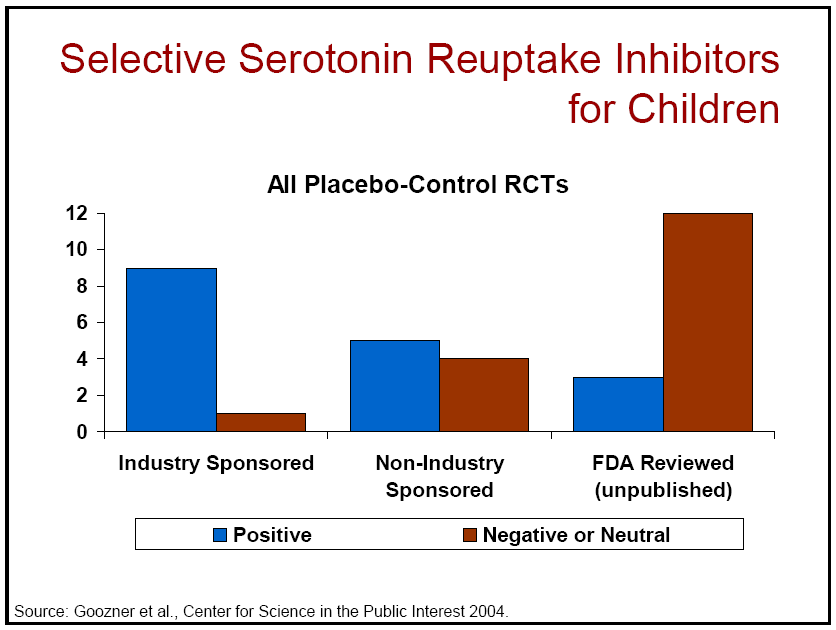 Selective Serotonin Reuptake Inhibitors
for Children
All Placebo-Control RCTs
12
10
8
6
4
2
0
Industry Sponsored
Non-Industry
Sponsored
FDA Reviewed
(unpublished)
Positive
Negative or Neutral
Source: Goozner et al., Center for Science in the Public Interest 2004.